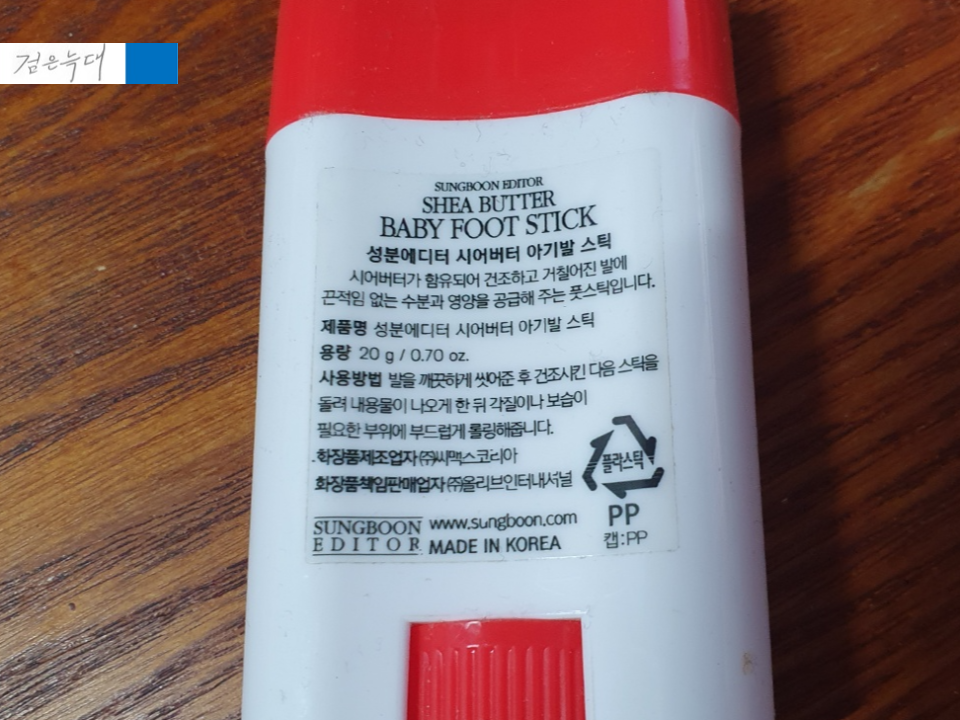 검은늑대
SUNGBOON EDITOR
SHEA BUTTER
BABY FOOT STICK
성분에디터 시어버터 아기발 스틱
시어버터가 함유되어 건조하고 거칠어진 발에
끈적임 없는 수분과 영양을 공급해 주는 풋스틱입니다.
제품명 성분에디터 시어버터 아기발 스틱
용량 20 g / 0.70 oz.
사용방법 발을 깨끗하게 씻어준 후 건조시킨 다음 스틱을
돌려 내용물이 나오게 한 뒤 각질이나 보습이
필요한 부위에 부드럽게 롤링해줍니다.
화장품제조업자 (주)씨맥스코리아
화장품책임판매업자 (주)올리브인터내셔널
플라스틱
PP
캡:PP
SUNGBOON
EDITOR
www.sungboon.com
MADE IN KOREA